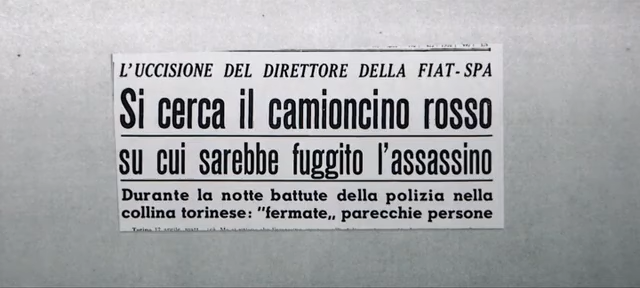 L'UCCISIONE DEL DIRETTORE DELLA FIAT-SPA
Si cerca il camioncino rosso
su cui sarebbe fuggito l'assassino
Durante la notte battute della polizia nella
collina torinese: "fermate„ parecchie persone